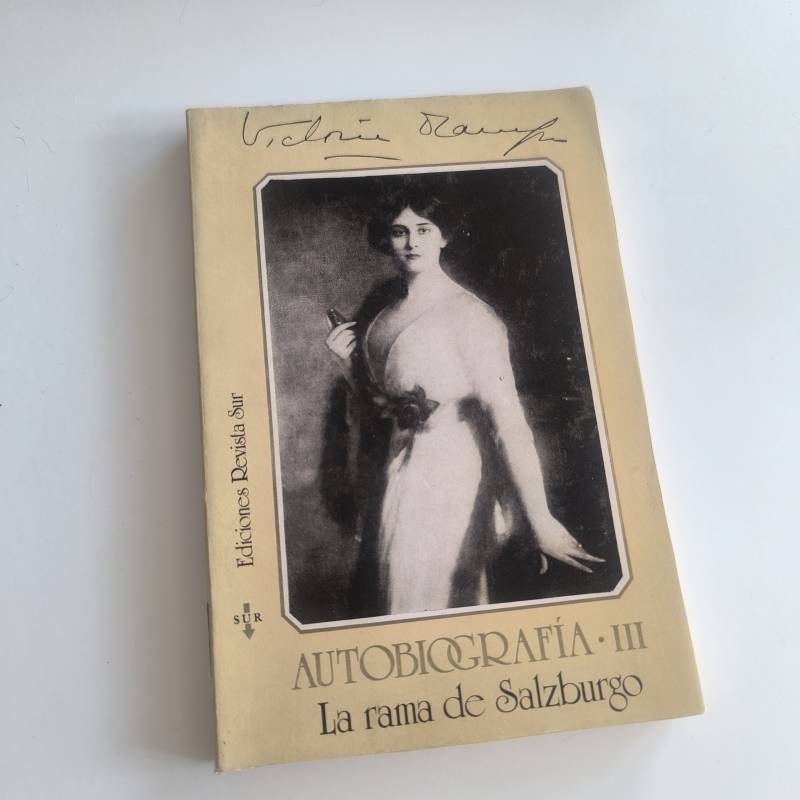 Victoria Ocampo
Ediciones Revista Sur
SUR
AUTOBIOGRAFÍA · III
La rama de Salzburgo